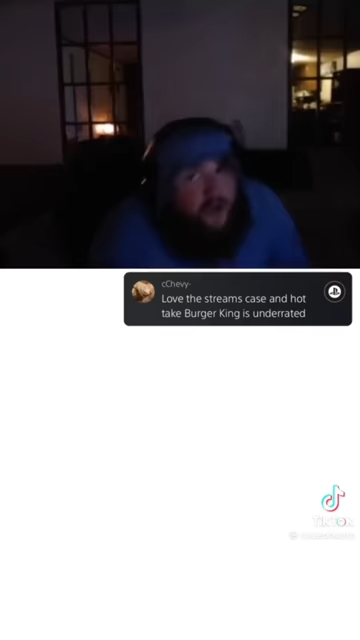 cChevy-
Love the streams case and hot
take Burger King is underrated
TikTok